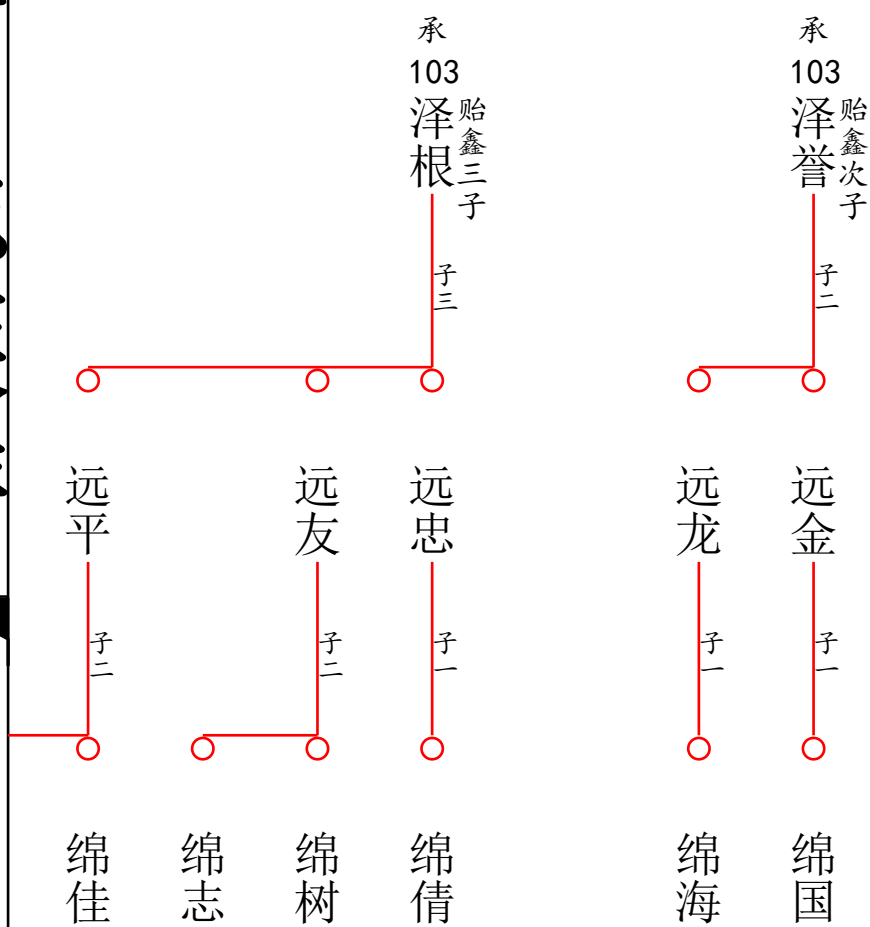 承
103
泽誉
贻鑫次子
子二
远金
子一
绵国
远龙
子一
绵海
承
103
泽根
贻鑫三子
子三
远忠
子一
绵倩
远友
子二
绵树
绵志
远平
子二
绵佳